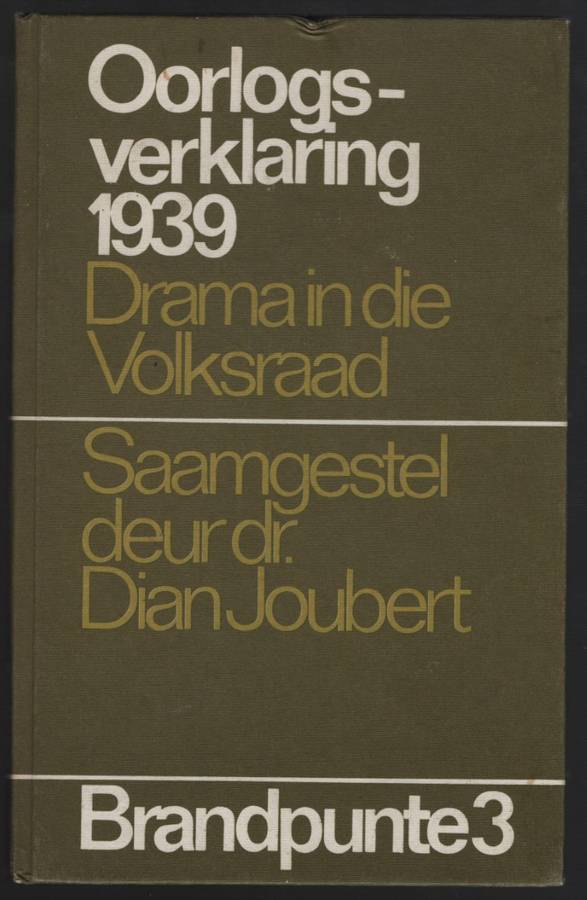 Oorlogs-
verklaring
1939
Drama in die
Volksraad
Saamgestel
deur dr.
Dian Joubert
Brandpunte 3